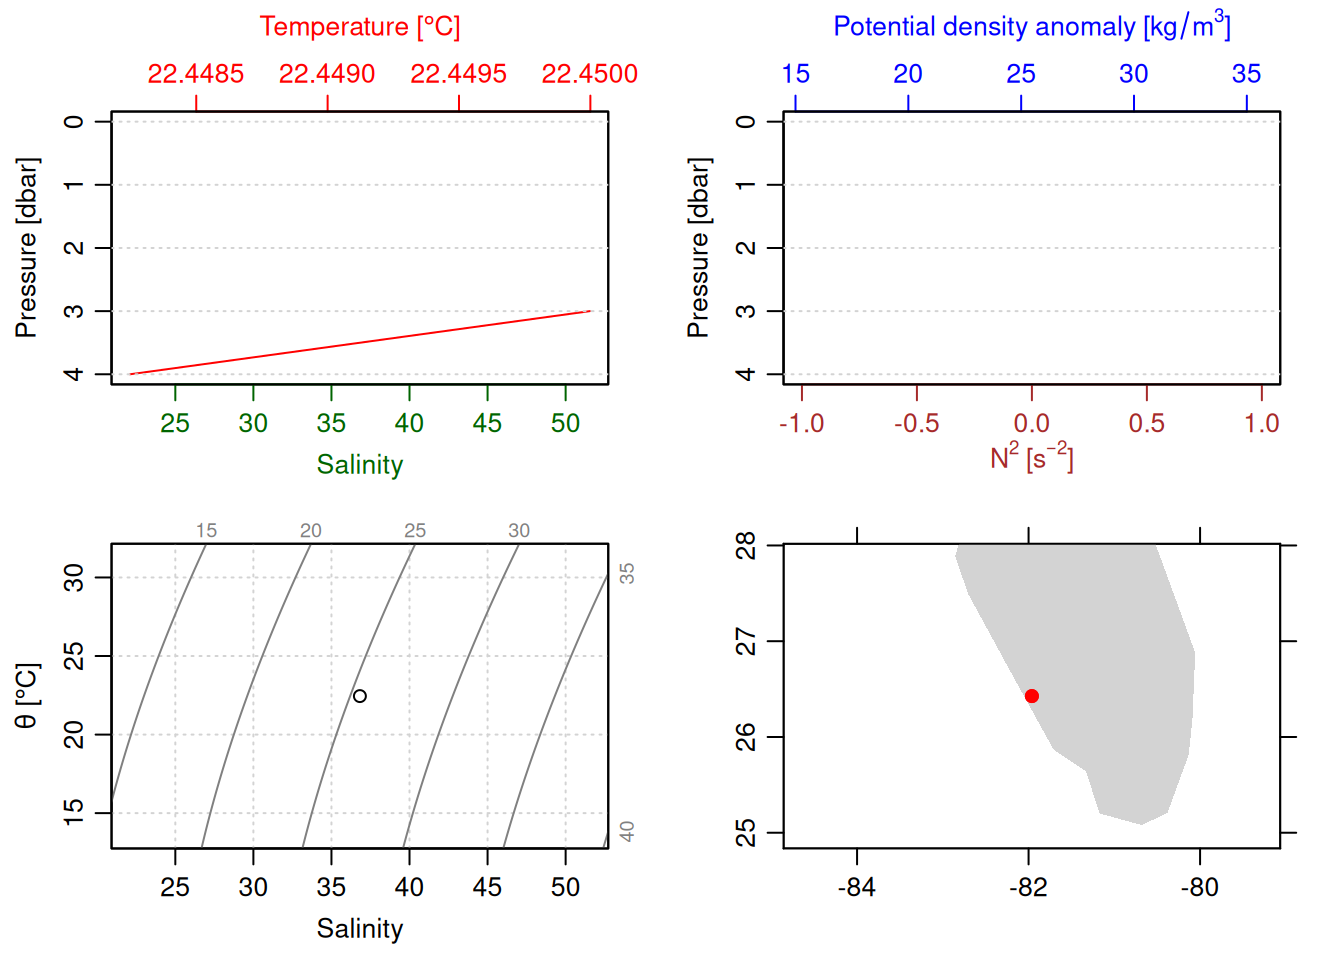 Temperature [°C]
22.4485 22.4490 22.4495 22.4500
Pressure [dbar]
0
1
2
3
4
25 30 35 40 45 50
Salinity
Potential density anomaly [kg/m³]
15 20 25 30 35
Pressure [dbar]
0
1
2
3
4
-1.0 -0.5 0.0 0.5 1.0
N² [s⁻²]
15 20 25 30
35
40
θ [°C]
30
25
20
15
25 30 35 40 45 50
Salinity
28
27
26
25
-84 -82 -80